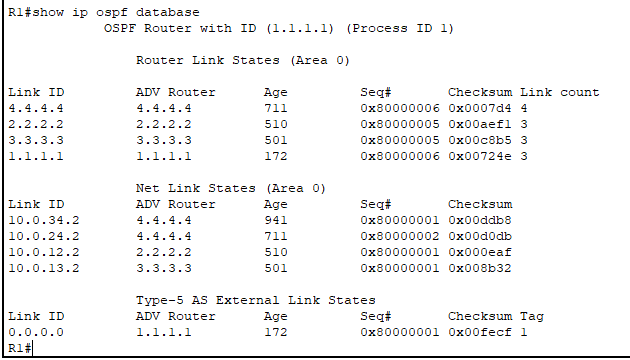 R1#show ip ospf database
OSPF Router with ID (1.1.1.1) (Process ID 1)
Router Link States (Area 0)
Link ID ADV Router Age Seq# Checksum Link count
4.4.4.4 4.4.4.4 711 0x80000006 0x0007d4 4
2.2.2.2 2.2.2.2 510 0x80000005 0x00aef1 3
3.3.3.3 3.3.3.3 501 0x80000005 0x00c8b5 3
1.1.1.1 1.1.1.1 172 0x80000006 0x00724e 3
Net Link States (Area 0)
Link ID ADV Router Age Seq# Checksum
10.0.34.2 4.4.4.4 941 0x80000001 0x00ddb8
10.0.24.2 4.4.4.4 711 0x80000002 0x00d0db
10.0.12.2 2.2.2.2 510 0x80000001 0x000eaf
10.0.13.2 3.3.3.3 501 0x80000001 0x008b32
Type-5 AS External Link States
Link ID ADV Router Age Seq# Checksum Tag
0.0.0.0 1.1.1.1 172 0x80000001 0x00fecf 1
R1#